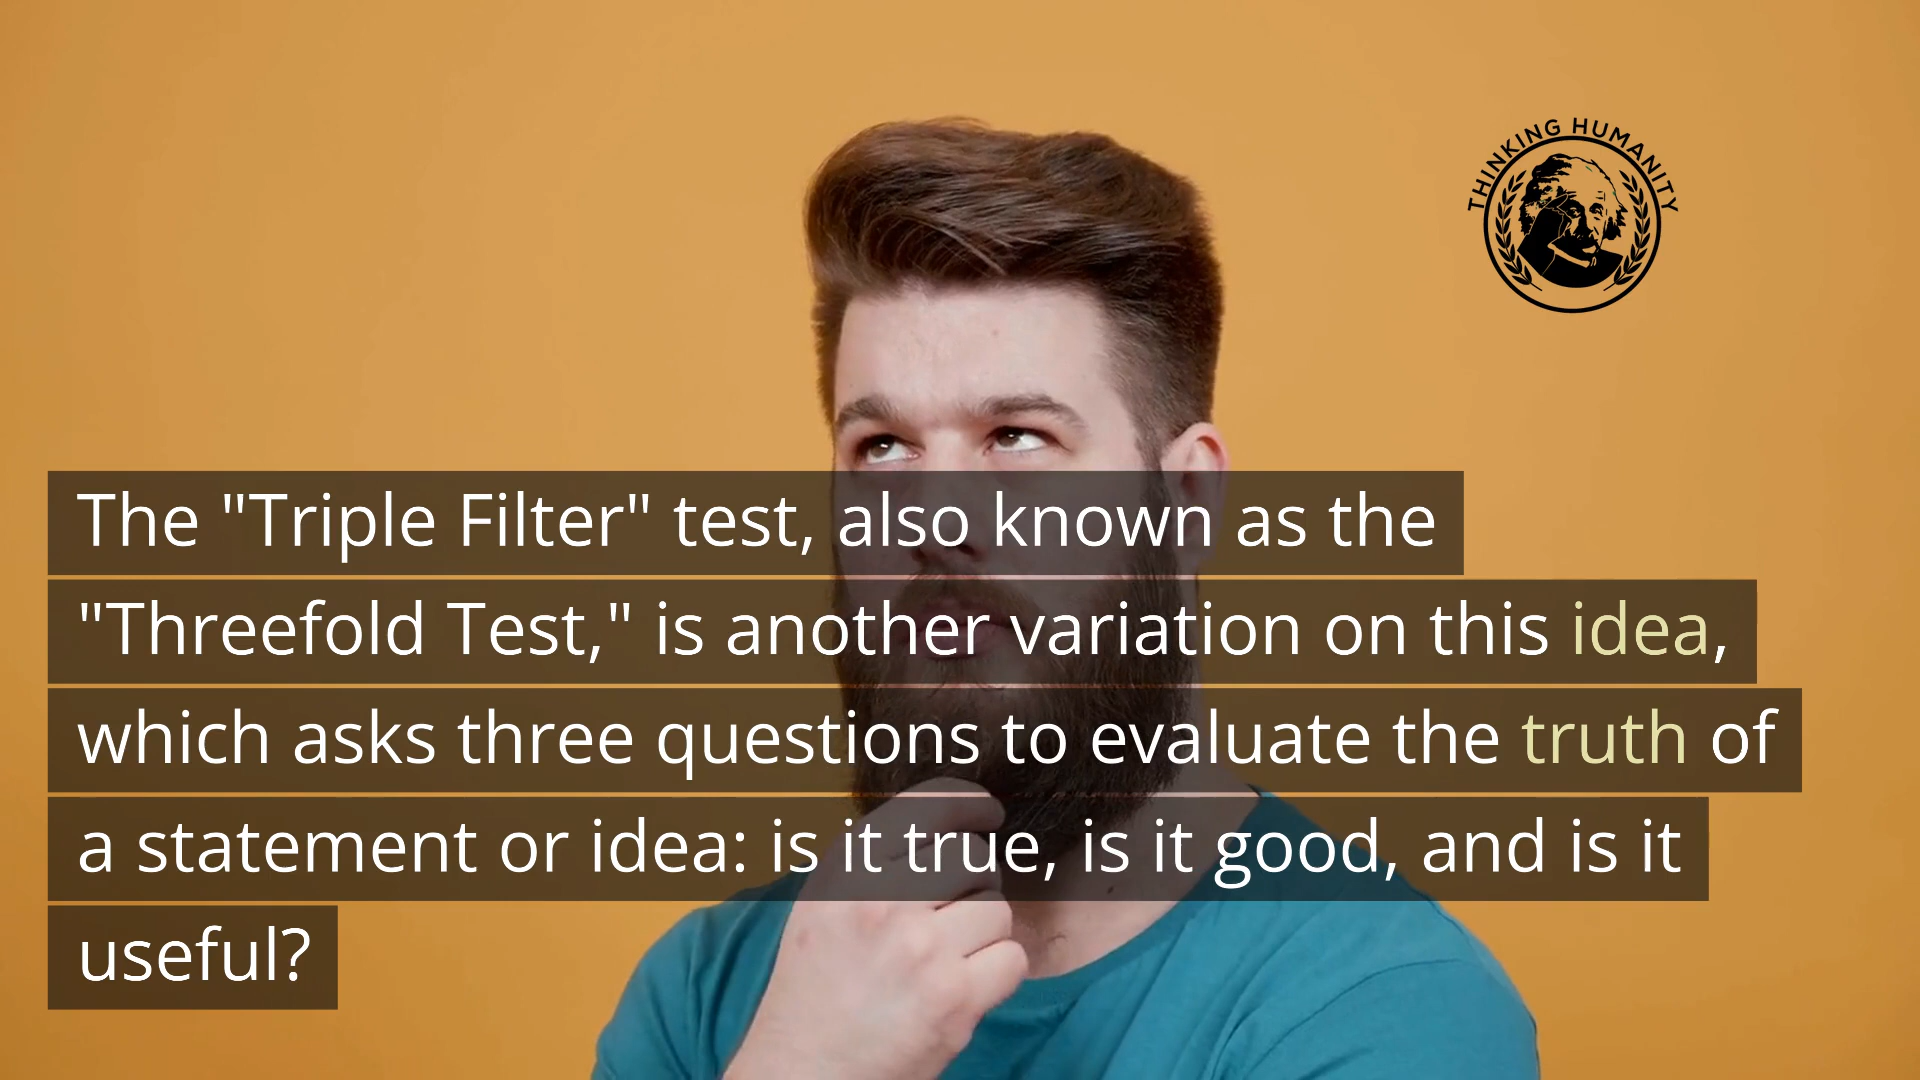 THINKING HUMANITY
The "Triple Filter" test, also known as the
"Threefold Test," is another variation on this idea,
which asks three questions to evaluate the truth of
a statement or idea: is it true, is it good, and is it
useful?